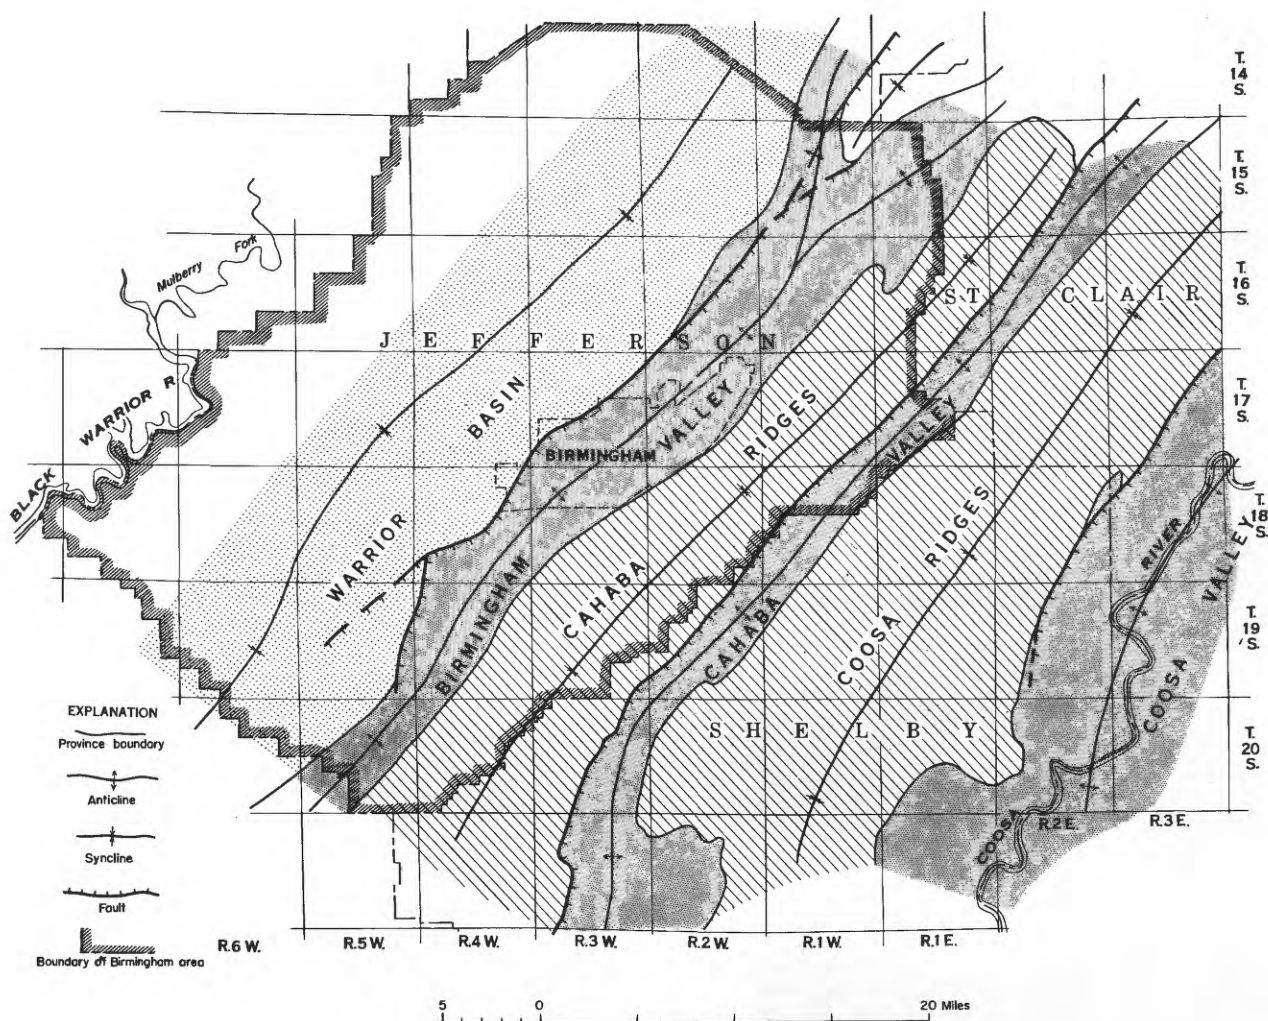 T.
14
S.
T.
15
S.
T.
16
S.
T.
17
S.
T.
18
S.
T.
19
S.
T.
20
S.
Mulberry Fork
BLACK WARRIOR R
JEFFERSON
ST CLAIR
SHELBY
WARRIOR BASIN
BIRMINGHAM VALLEY
BIRMINGHAM
CAHABA RIDGES
CAHABA VALLEY
COOSA RIDGES
COOSA VALLEY
COOSA RIVER
EXPLANATION
Province boundary
Anticline
Syncline
Fault
Boundary of Birmingham area
R.2 E.
R.3 E.
R.6 W.
R.5 W.
R.4 W.
R.3 W.
R.2 W.
R.1 W.
R.1 E.
5 0 20 Miles